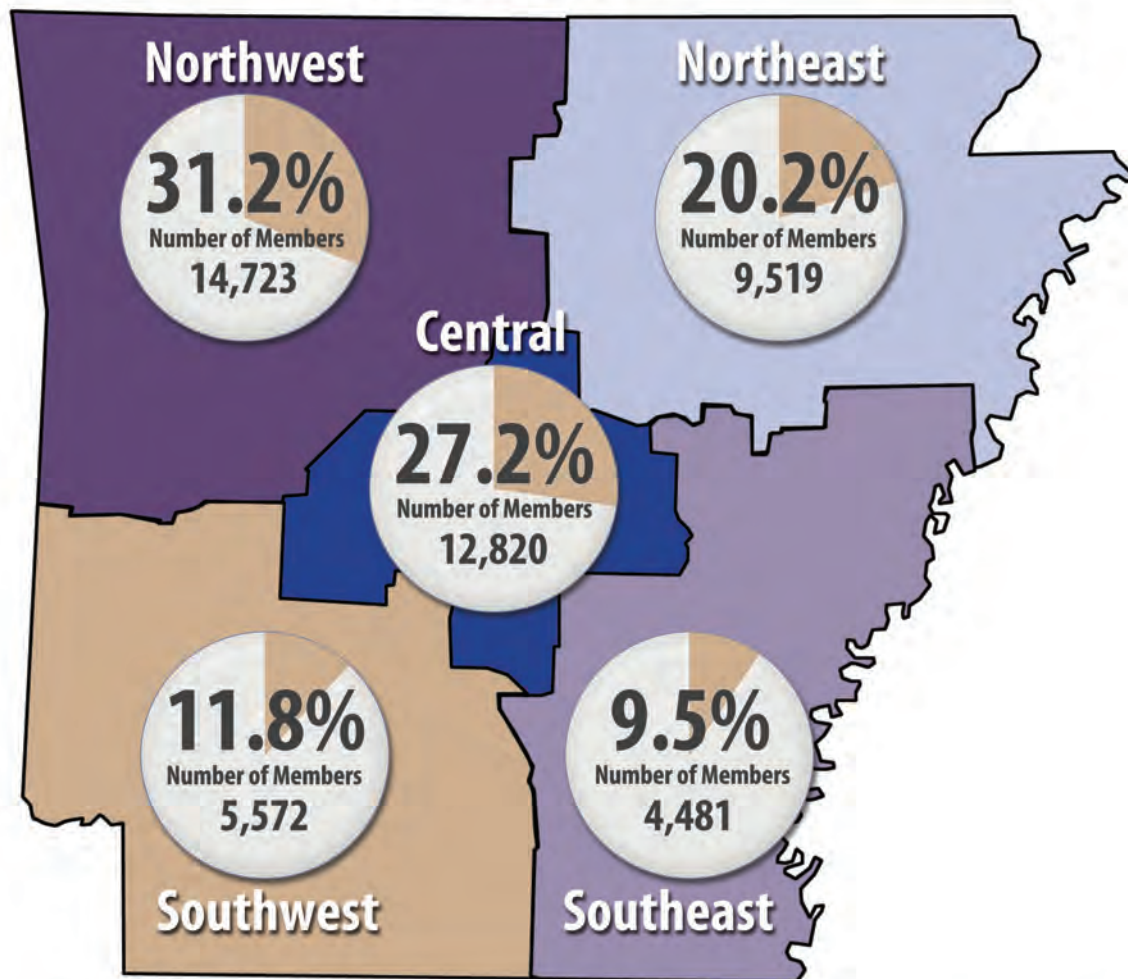 Northwest
31.2%
Number of Members
14,723
Northeast
20.2%
Number of Members
9,519
Central
27.2%
Number of Members
12,820
11.8%
Number of Members
5,572
Southwest
9.5%
Number of Members
4,481
Southeast